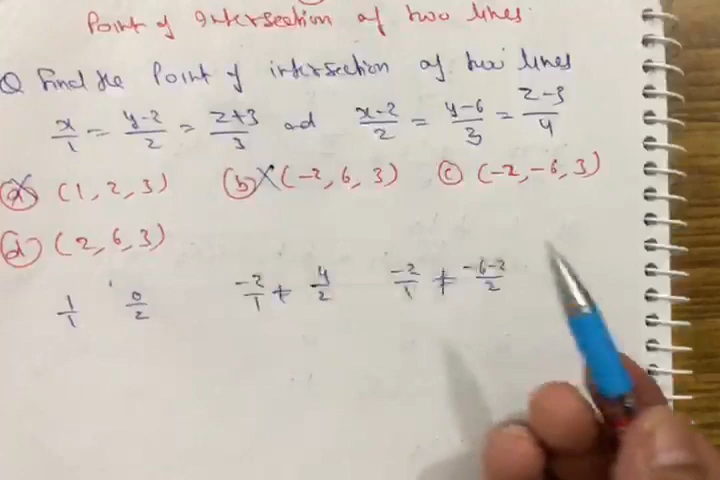 Point of intersection of two lines
Q Find the Point of intersection of two lines
x/1 = y-2/2 = z+3/3 and x-2/2 = y-6/3 = z-3/4
(a) (1, 2, 3) (b) (-2, 6, 3) (c) (-2, -6, 3)
(d) (2, 6, 3)
1/1 0/2 -2/1 ≠ 4/2 -2/1 ≠ -6-2/2